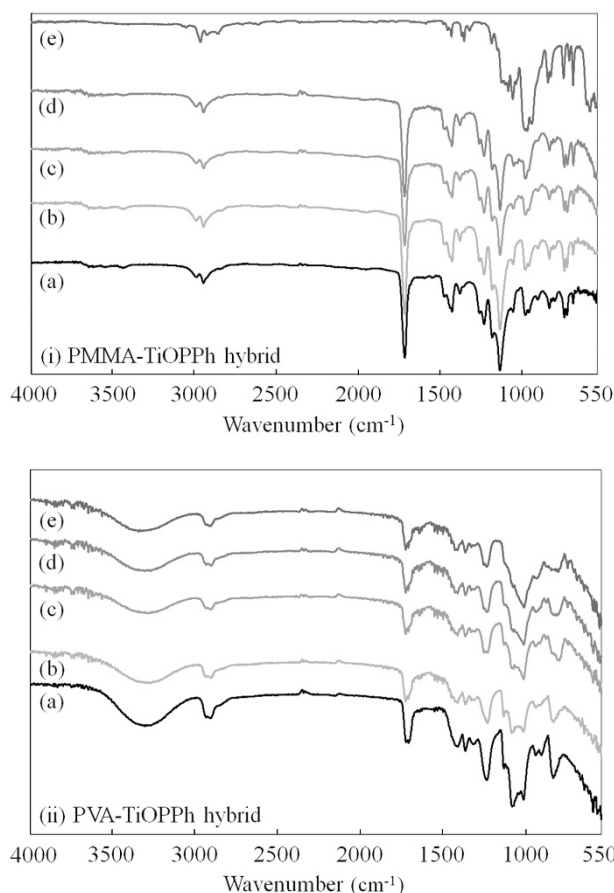 (e)
(d)
(c)
(b)
(a)
(i) PMMA-TiOPPh hybrid
4000 3500 3000 2500 2000 1500 1000 550
Wavenumber (cm⁻¹)
(e)
(d)
(c)
(b)
(a)
(ii) PVA-TiOPPh hybrid
4000 3500 3000 2500 2000 1500 1000 550
Wavenumber (cm⁻¹)